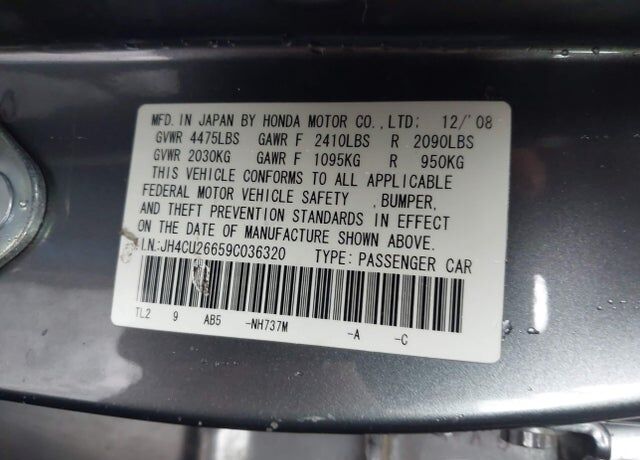 MFD. IN JAPAN BY HONDA MOTOR CO.,LTD: 12/'08
GVWR 4475LBS GAWR F 2410LBS R 2090LBS
GVWR 2030KG GAWR F 1095KG R 950KG
THIS VEHICLE CONFORMS TO ALL APPLICABLE
FEDERAL MOTOR VEHICLE SAFETY ,BUMPER,
AND THEFT PREVENTION STANDARDS IN EFFECT
ON THE DATE OF MANUFACTURE SHOWN ABOVE.
I.N.:JH4CU26659C036320 TYPE: PASSENGER CAR
TL2 9 AB5 -NH737M -A -C